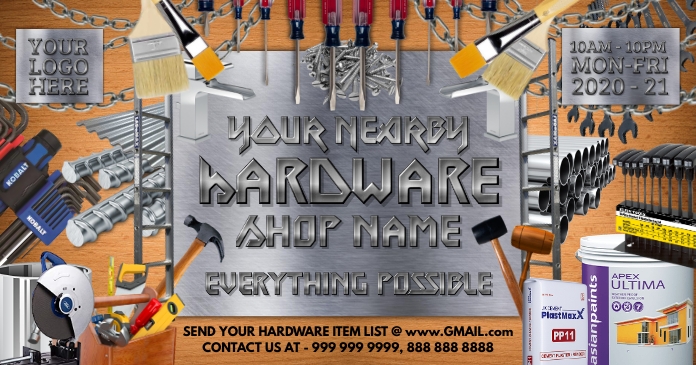 YOUR
LOGO
HERE
10AM - 10PM
MON-FRI
2020 - 21
YOUR NEARBY
HARDWARE
SHOP NAME
EVERYTHING POSSIBLE
KOBALT
KOBALT
APEX
ULTIMA
asianpaints
PlastMax X
PP11
SEND YOUR HARDWARE ITEM LIST @ www.GMAIL.com
CONTACT US AT - 999 999 9999, 888 888 8888